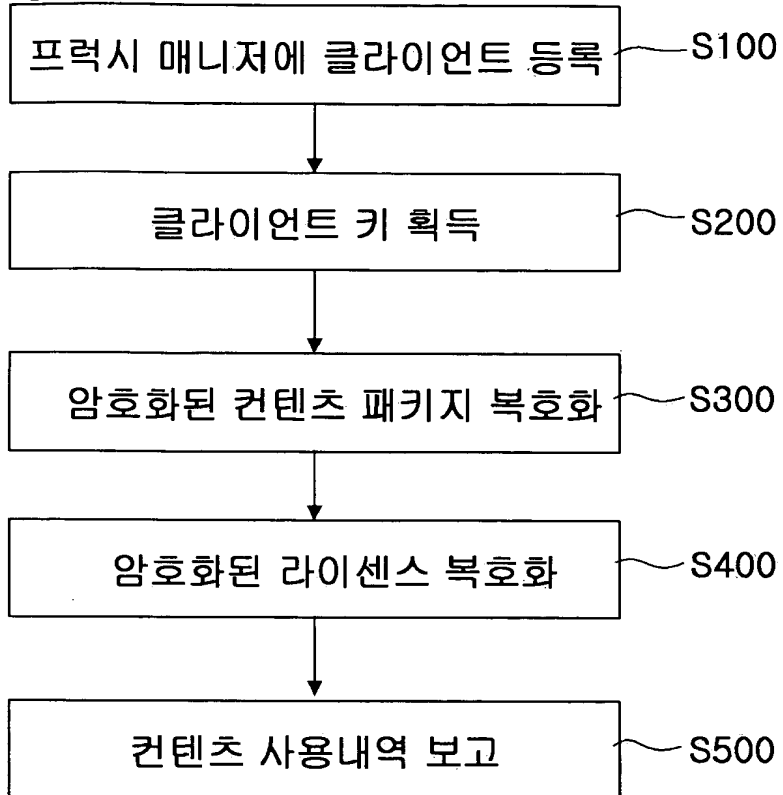 프럭시 매니저에 클라이언트 등록 S100
클라이언트 키 획득 S200
암호화된 컨텐츠 패키지 복호화 S300
암호화된 라이센스 복호화 S400
컨텐츠 사용내역 보고 S500